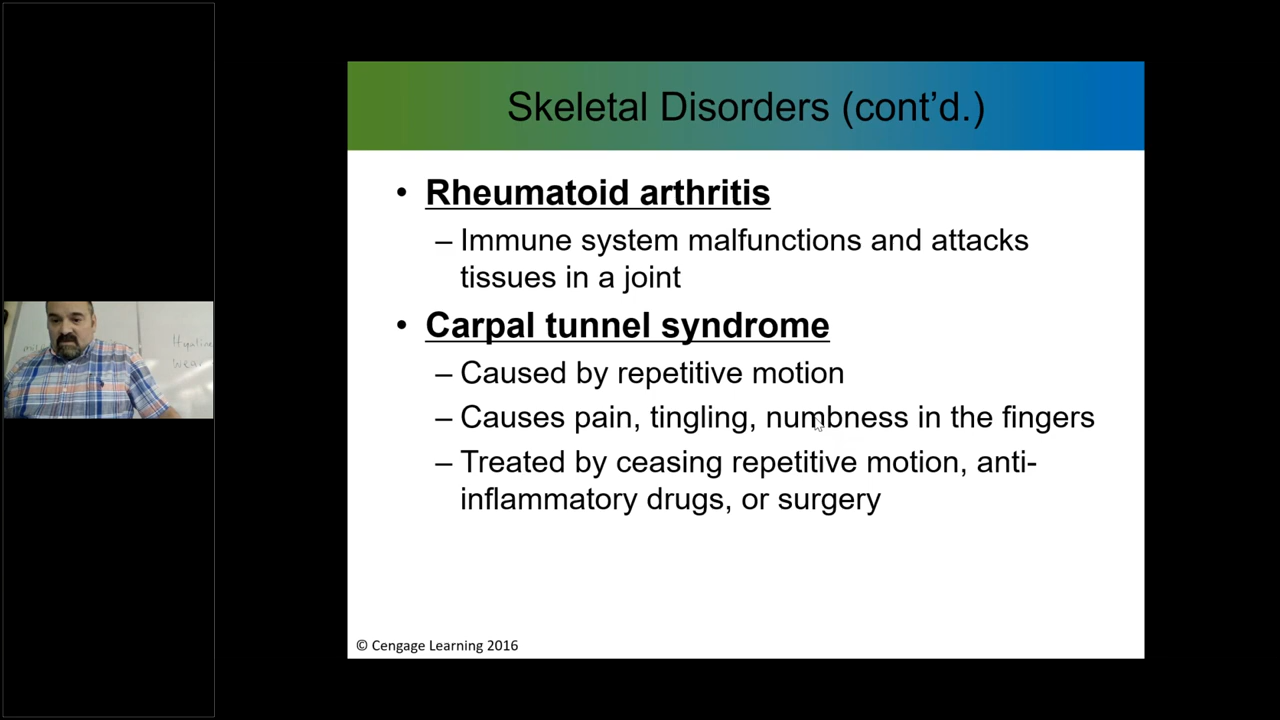 Skeletal Disorders (cont’d.)
• Rheumatoid arthritis
– Immune system malfunctions and attacks
tissues in a joint
• Carpal tunnel syndrome
– Caused by repetitive motion
– Causes pain, tingling, numbness in the fingers
– Treated by ceasing repetitive motion, anti-
inflammatory drugs, or surgery
© Cengage Learning 2016
Hyaline
wear